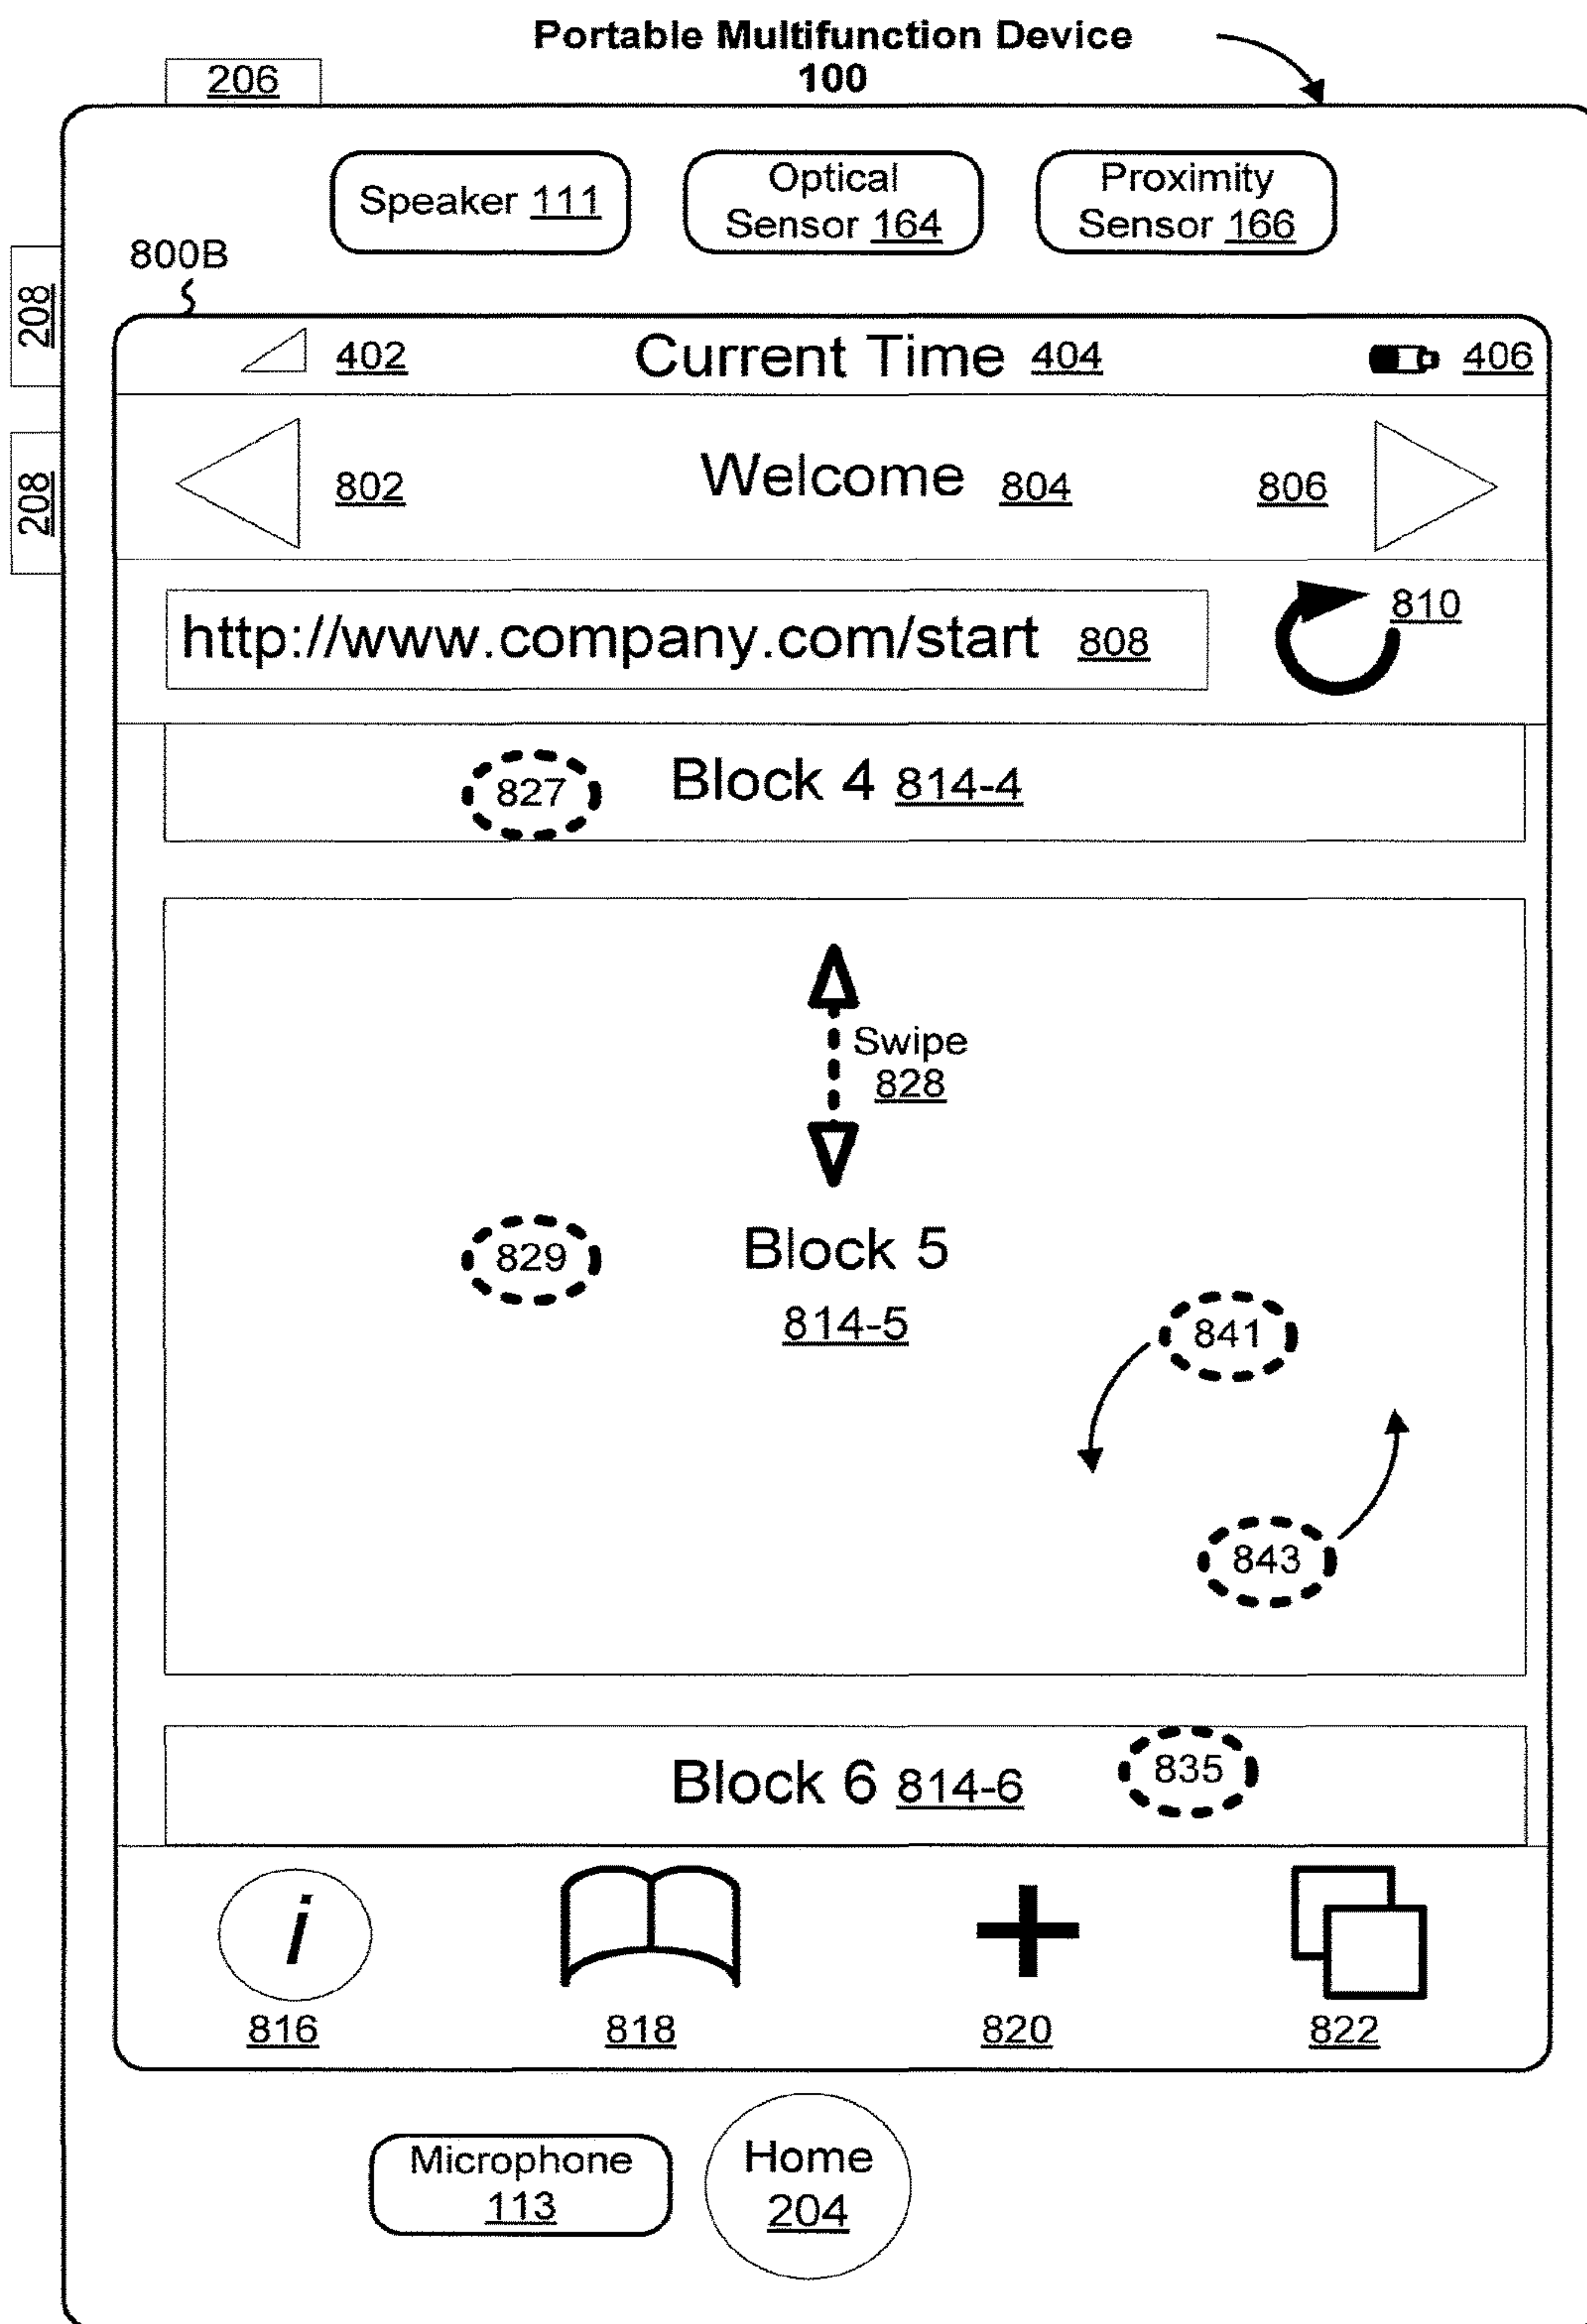 Portable Multifunction Device
100
206
Speaker 111
Optical
Sensor 164
Proximity
Sensor 166
800B
208
208
402
Current Time 404
406
802
Welcome 804
806
http://www.company.com/start 808
810
827
Block 4 814-4
Swipe
828
829
Block 5
814-5
841
843
Block 6 814-6
835
i
816
818
820
822
Microphone
113
Home
204